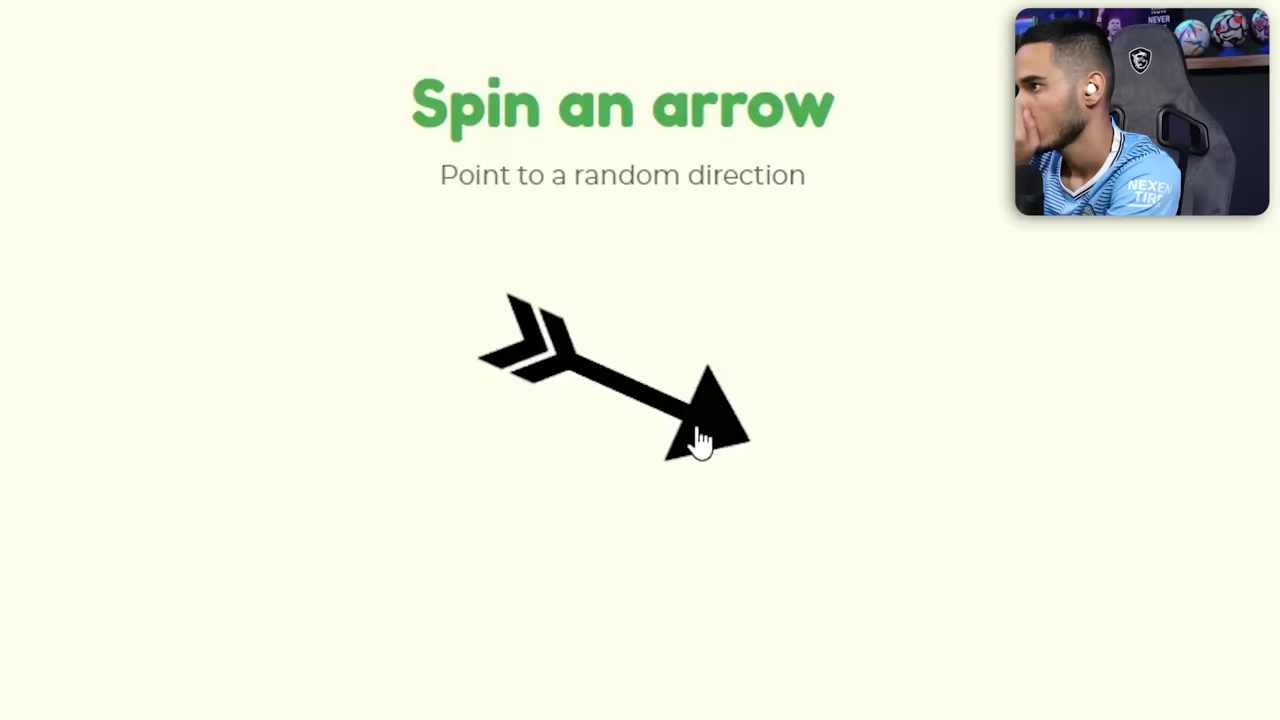 Spin an arrow
Point to a random direction
NEVER
NEXEN
TIRE